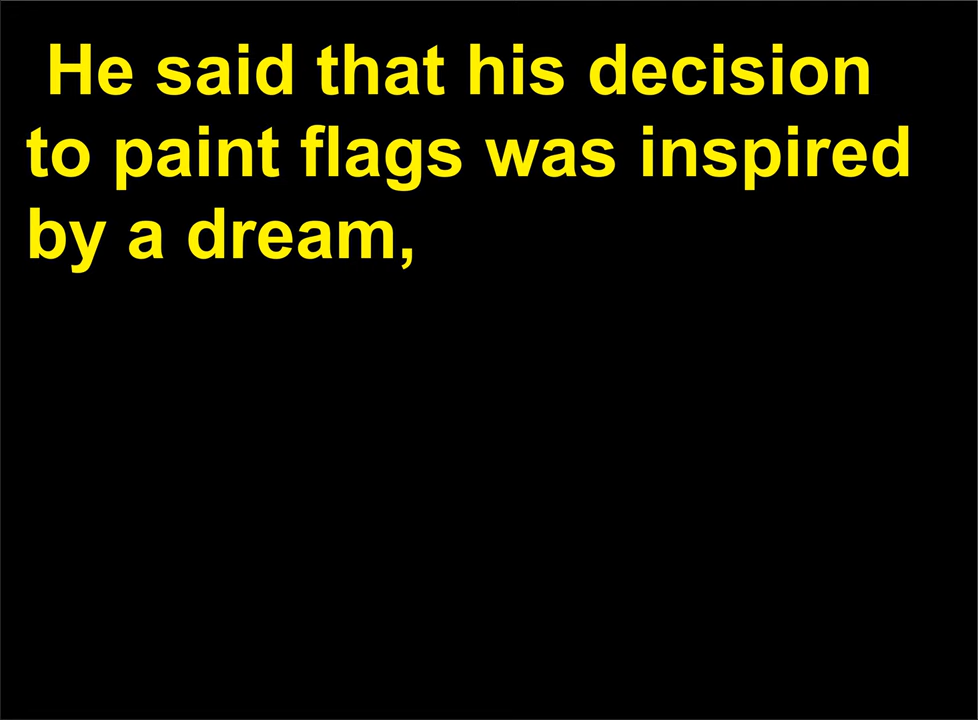 He said that his decision
to paint flags was inspired
by a dream,